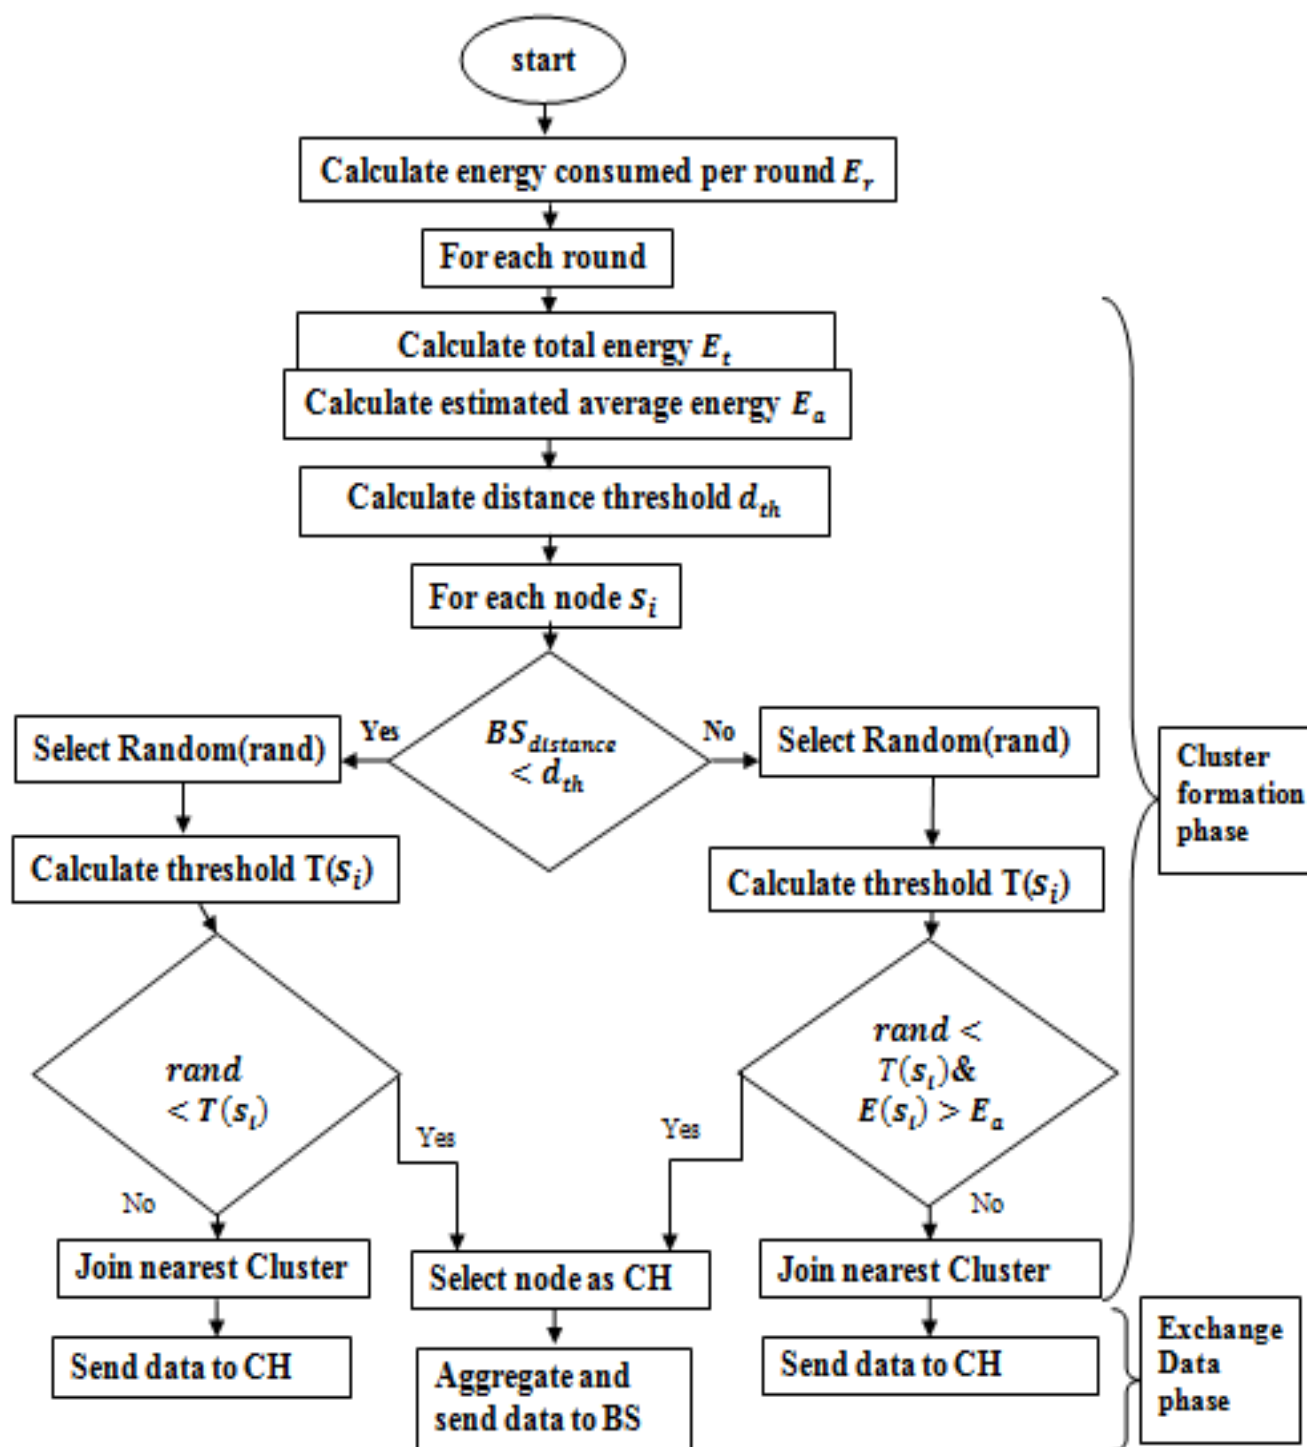 start
Calculate energy consumed per round E_r
For each round
Calculate total energy E_t
Calculate estimated average energy E_a
Calculate distance threshold d_th
For each node s_i
Yes
BS_distance
< d_th
No
Select Random(rand)
Select Random(rand)
Cluster
formation
phase
Calculate threshold T(s_i)
Calculate threshold T(s_i)
rand
< T(s_i)
rand <
T(s_i)&
E(s_i) > E_a
Yes
Yes
No
No
Join nearest Cluster
Select node as CH
Join nearest Cluster
Send data to CH
Aggregate and
send data to BS
Send data to CH
Exchange
Data
phase